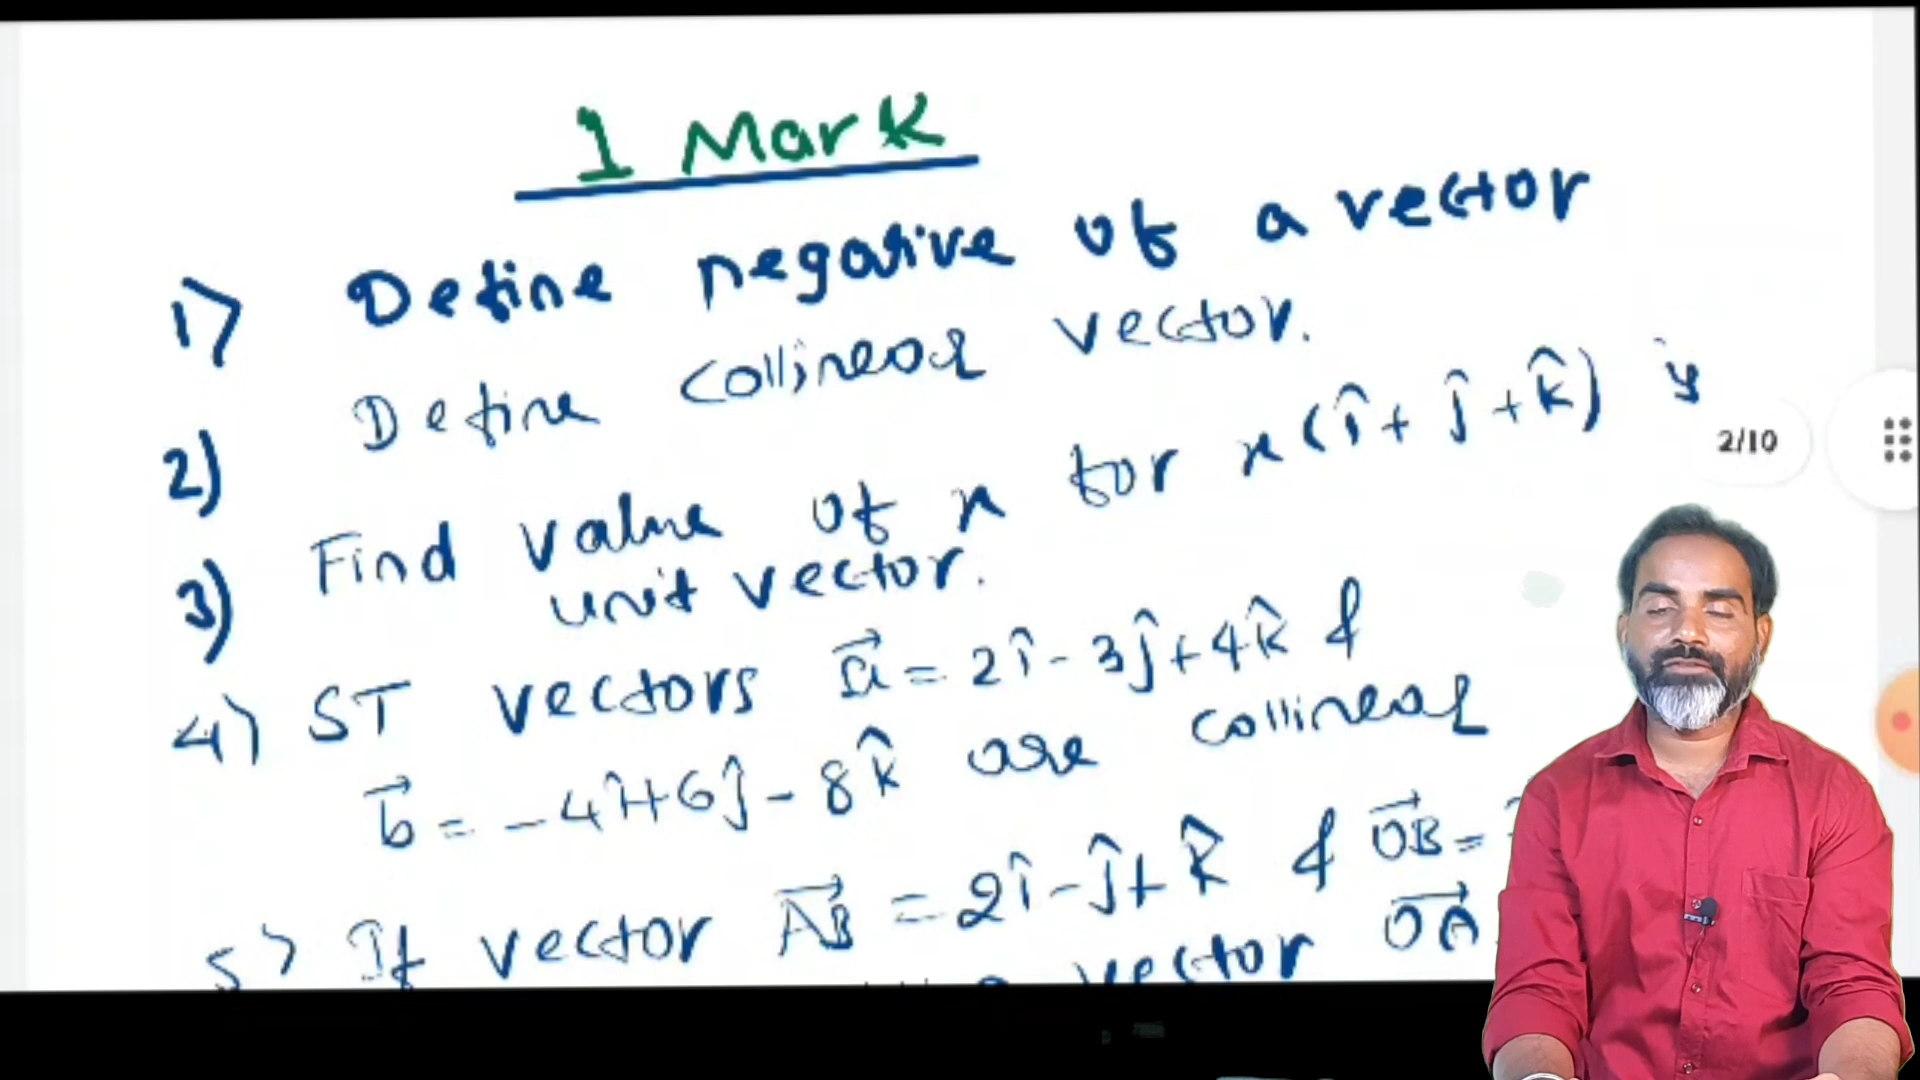 1 Mark
1) Define negative of a vector
2) Define collinear vector.
3) Find value of x for x(î + ĵ + k̂) is
unit vector.
2/10
4) ST vectors a⃗ = 2î - 3ĵ + 4k̂ &
b⃗ = -4î + 6ĵ - 8k̂ are collinear
5) If vector AB⃗ = 2î - ĵ + k̂ & OB⃗ =
vector OA⃗